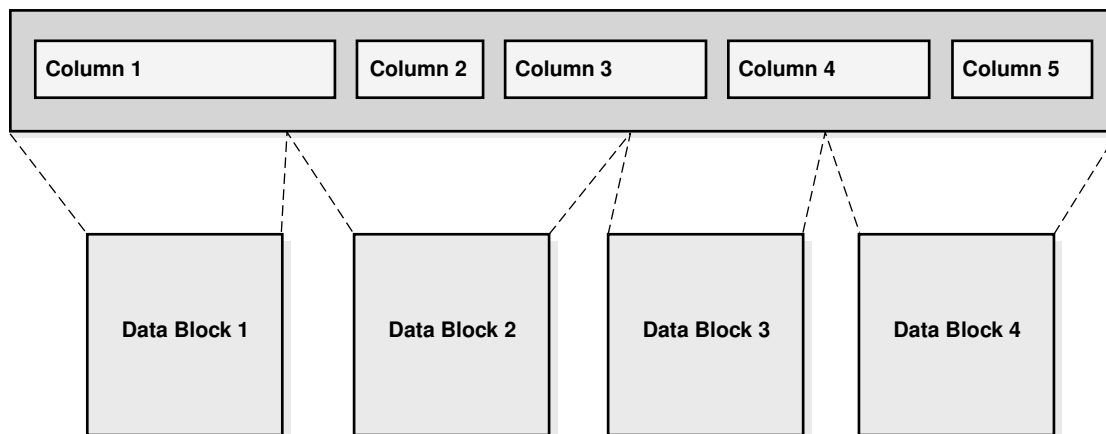 Column 1
Column 2
Column 3
Column 4
Column 5
Data Block 1
Data Block 2
Data Block 3
Data Block 4